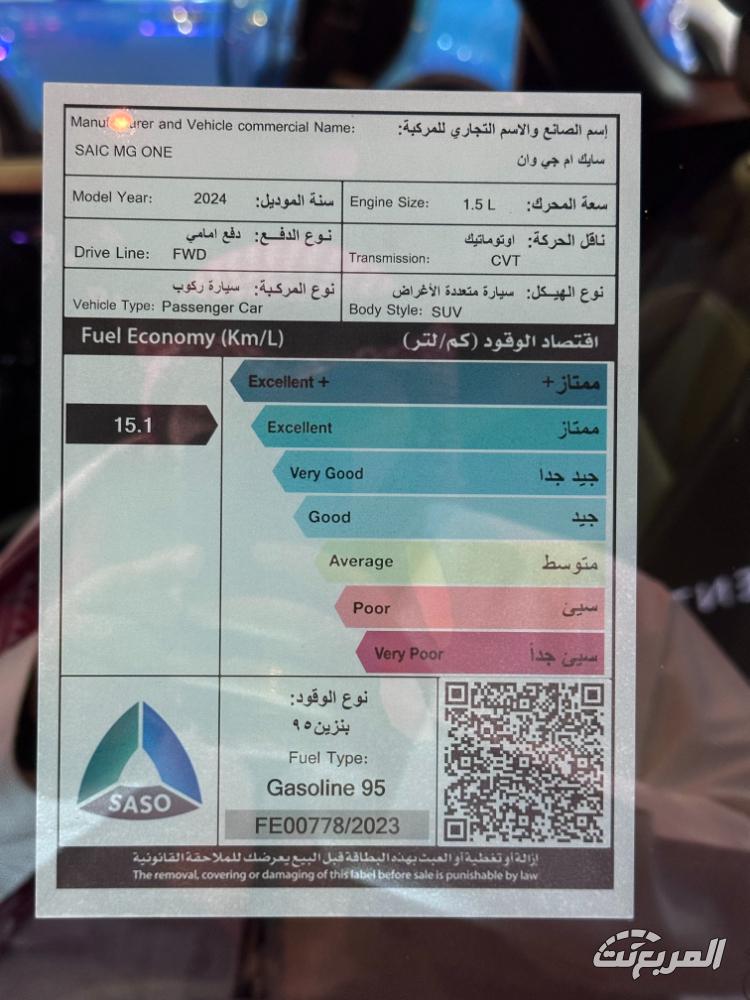 Manufacturer and Vehicle commercial Name: إسم الصانع والاسم التجاري للمركبة:
SAIC MG ONE سايك ام جي وان
Model Year: 2024 سنة الموديل:
Engine Size: 1.5 L سعة المحرك:
نوع الدفع: دفع امامي
Drive Line: FWD
ناقل الحركة: اوتوماتيك
Transmission: CVT
نوع المركبة: سيارة ركوب
Vehicle Type: Passenger Car
نوع الهيكل: سيارة متعددة الأغراض
Body Style: SUV
Fuel Economy (Km/L) اقتصاد الوقود (كم/لتر)
Excellent + ممتاز+
15.1
Excellent ممتاز
Very Good جيد جدا
Good جيد
Average متوسط
Poor سيئ
Very Poor سيئ جداً
SASO
نوع الوقود:
بنزين ٩٥
Fuel Type:
Gasoline 95
FE00778/2023
إزالة أو تغطية أو العبث بهذه البطاقة قبل البيع يعرضك للملاحقة القانونية
The removal, covering or damaging of this label before sale is punishable by law
المربع نت